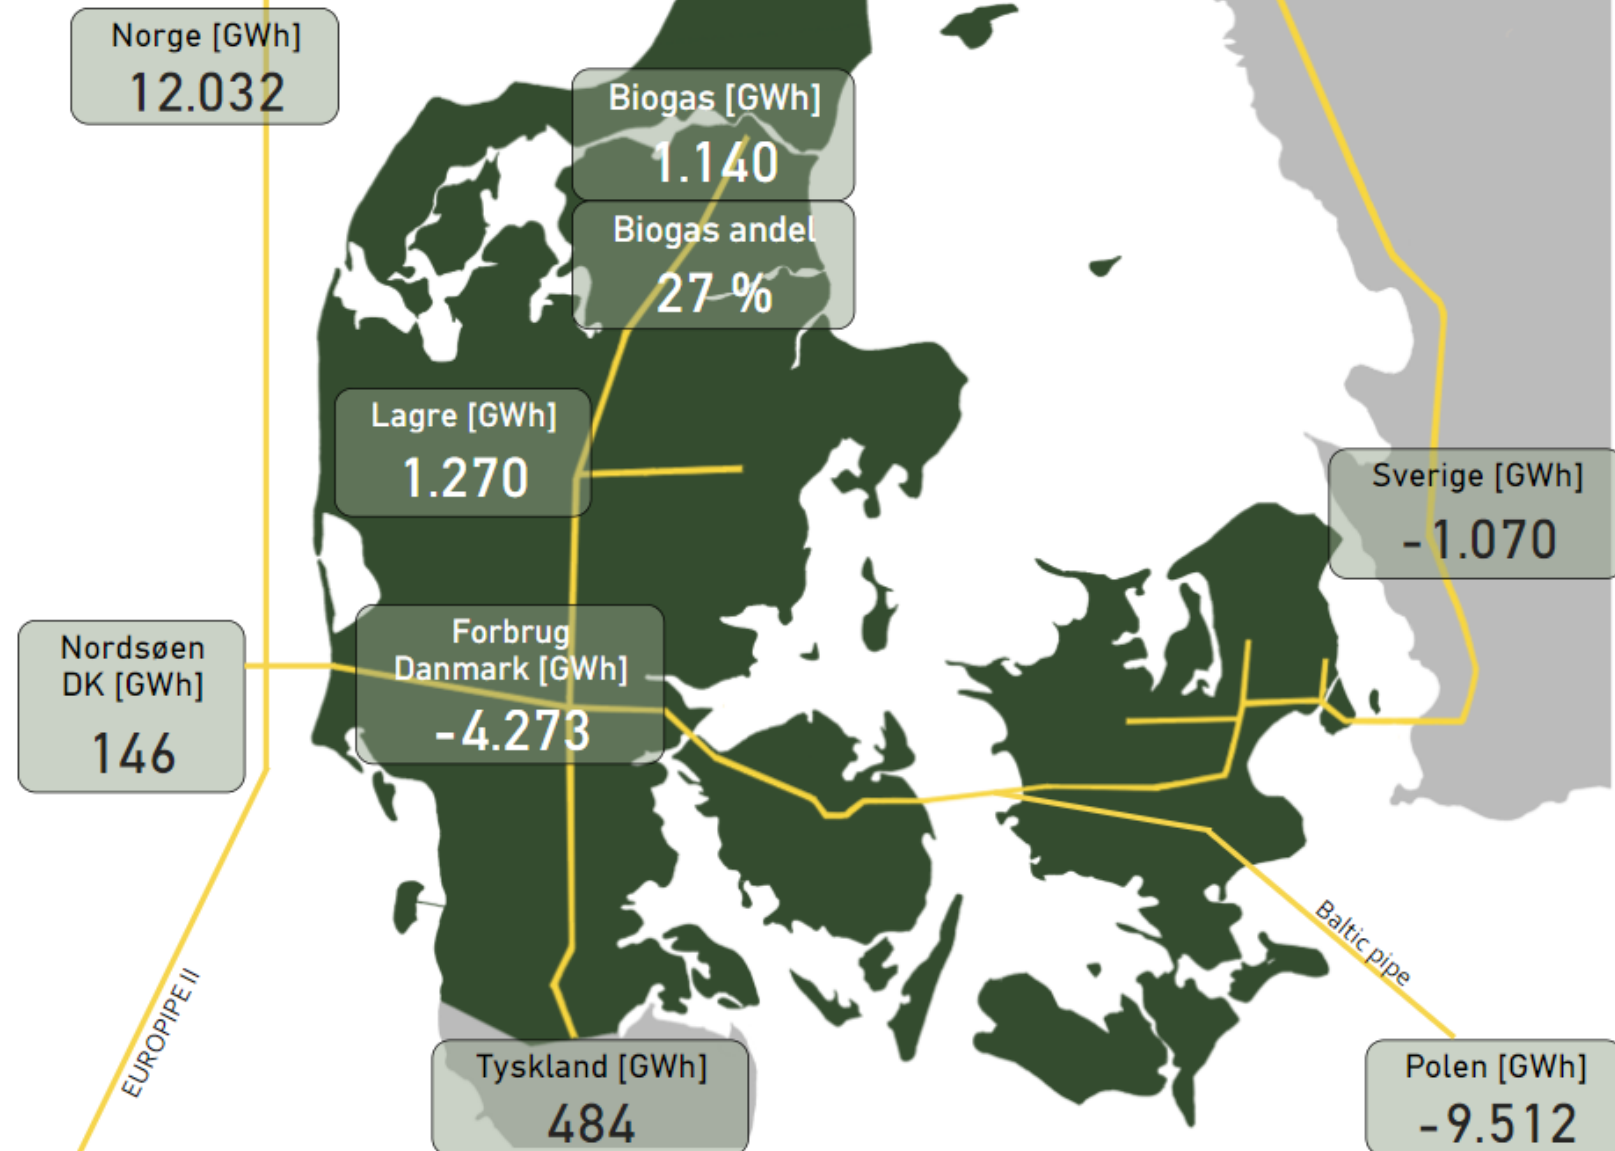 Norge [GWh]
12.032
Biogas [GWh]
1.140
Biogas andel
27 %
Lagre [GWh]
1.270
Sverige [GWh]
-1.070
Forbrug
Danmark [GWh]
-4.273
Nordsøen
DK [GWh]
146
Baltic pipe
EUROPIPE II
Tyskland [GWh]
484
Polen [GWh]
-9.512